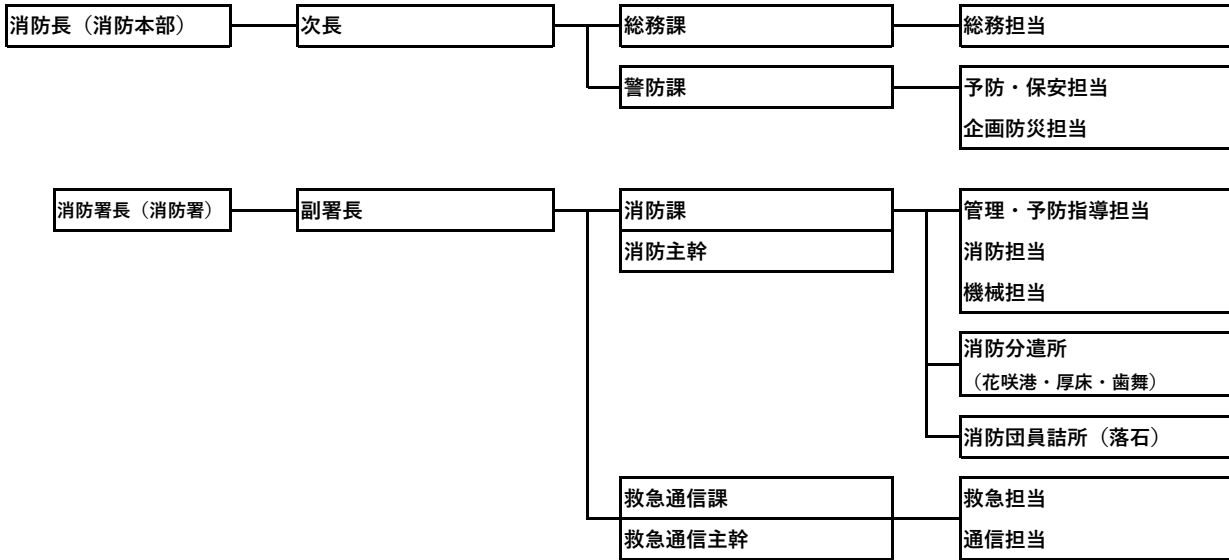 消防長（消防本部）
次長
総務課
総務担当
警防課
予防・保安担当
企画防災担当
消防署長（消防署）
副署長
消防課
管理・予防指導担当
消防主幹
消防担当
機械担当
消防分遣所
（花咲港・厚床・歯舞）
消防団員詰所（落石）
救急通信課
救急担当
救急通信主幹
通信担当